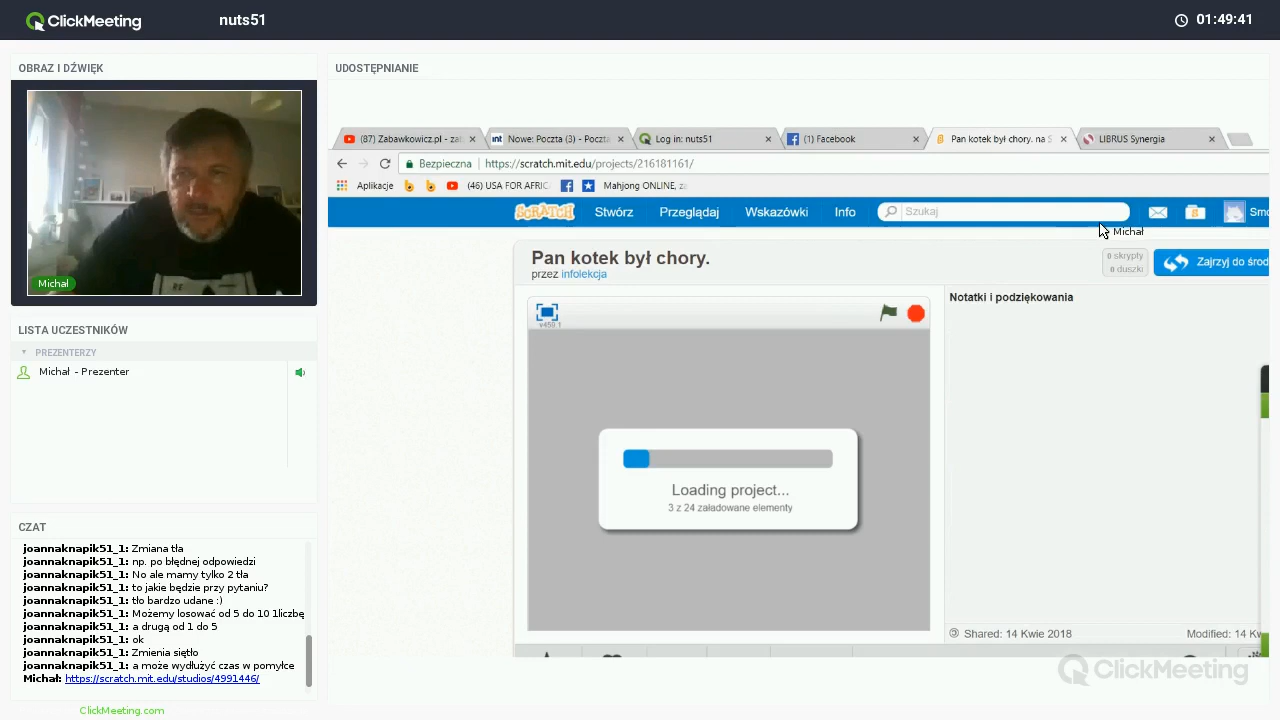 ClickMeeting
nuts51
01:49:41
OBRAZ I DŹWIĘK
Michał
LISTA UCZESTNIKÓW
PREZENTERZY
Michał - Prezenter
CZAT
joannaknapik51_1: Zmiana tła
joannaknapik51_1: np. po błędnej odpowiedzi
joannaknapik51_1: No ale mamy tylko 2 tła
joannaknapik51_1: to jakie będzie przy pytaniu?
joannaknapik51_1: tło bardzo udane :)
joannaknapik51_1: Możemy losować od 5 do 10 1liczbę
joannaknapik51_1: a drugą od 1 do 5
joannaknapik51_1: ok
joannaknapik51_1: Zmienia siętło
joannaknapik51_1: a może wydłużyć czas w pomyłce
Michał: https://scratch.mit.edu/studios/4991446/
ClickMeeting.com
UDOSTĘPNIANIE
(87) Zabawkowicz.pl - zab
int Nowe: Poczta (3) - Poczta
Log in: nuts51
(1) Facebook
Pan kotek był chory. na S
LIBRUS Synergia
Bezpieczna
https://scratch.mit.edu/projects/216181161/
Aplikacje
(46) USA FOR AFRIC
Mahjong ONLINE, za
SCRATCH
Stwórz
Przeglądaj
Wskazówki
Info
Szukaj
Smo
Michał
Pan kotek był chory.
przez infolekcja
0 skrypty
0 duszki
Zajrzyj do środ
v450.1
Notatki i podziękowania
Loading project...
3 z 24 załadowane elementy
Shared: 14 Kwie 2018
Modified: 14 Kw
ClickMeeting